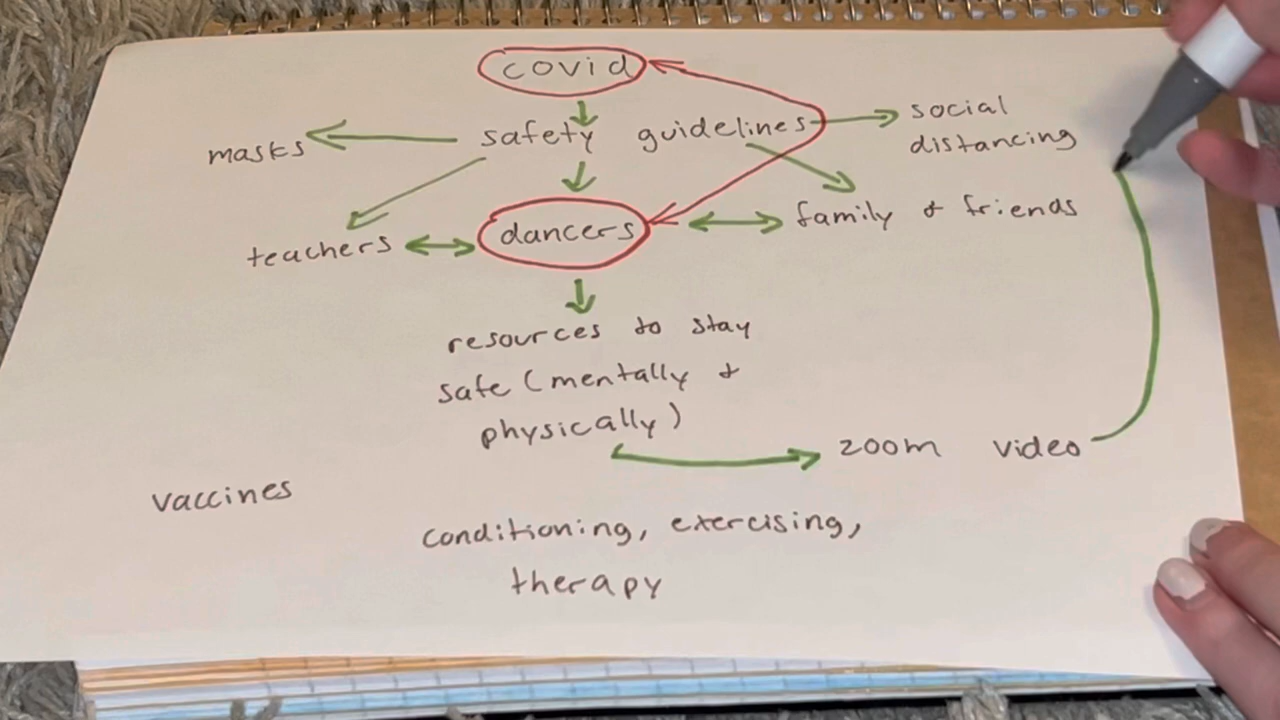 covid
safety guidelines
masks
social
distancing
teachers
dancers
family & friends
resources to stay
safe (mentally &
physically)
zoom video
vaccines
conditioning, exercising,
therapy